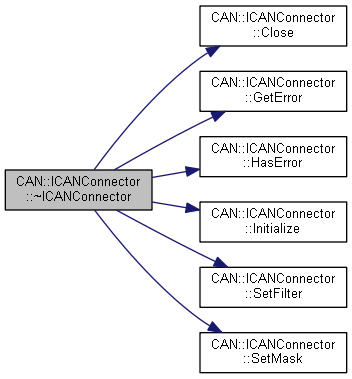 CAN::ICANConnector
::Close
CAN::ICANConnector
::GetError
CAN::ICANConnector
::HasError
CAN::ICANConnector
::~ICANConnector
CAN::ICANConnector
::Initialize
CAN::ICANConnector
::SetFilter
CAN::ICANConnector
::SetMask